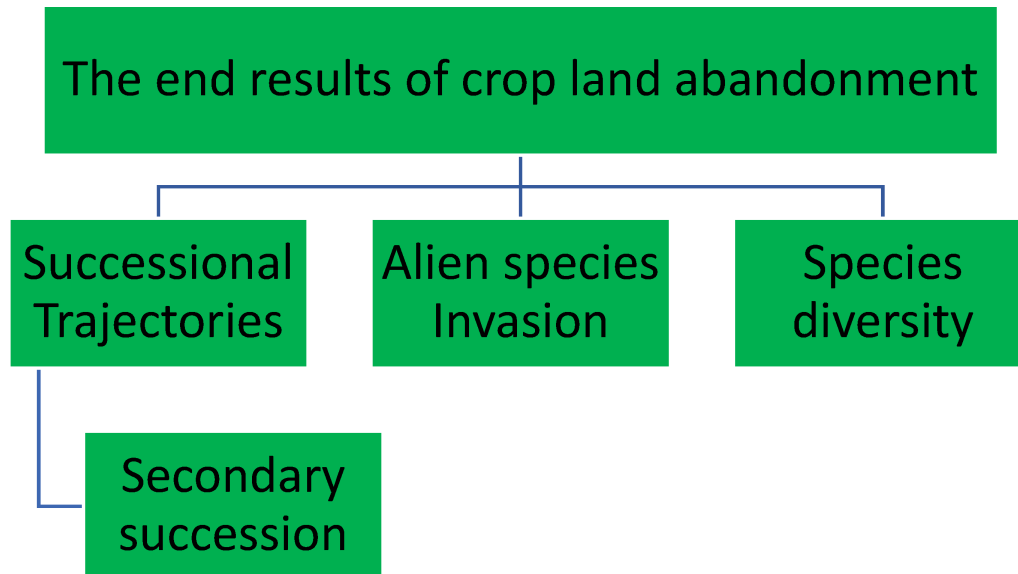 The end results of crop land abandonment
Successional
Trajectories
Alien species
Invasion
Species
diversity
Secondary
succession